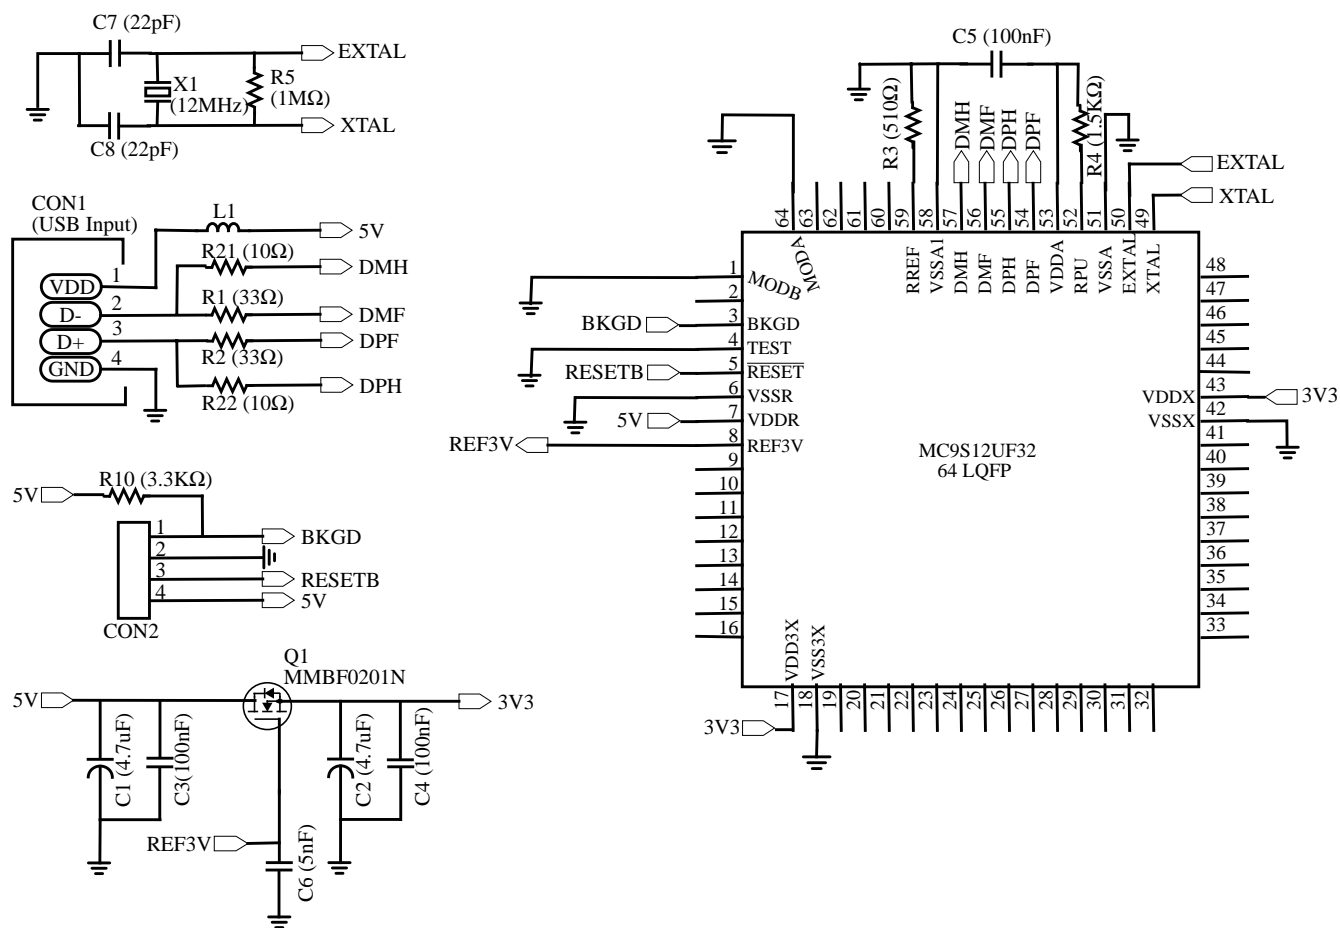 C7 (22pF)
EXTAL
X1
(12MHz)
R5
(1MΩ)
XTAL
C8 (22pF)
CON1
(USB Input)
L1
5V
R21 (10Ω)
DMH
VDD
1
D-
2
R1 (33Ω)
DMF
D+
3
DPF
R2 (33Ω)
GND
4
R22 (10Ω)
DPH
5V
R10 (3.3KΩ)
1
BKGD
2
3
RESETB
4
5V
CON2
Q1
MMBF0201N
5V
3V3
C1 (4.7uF)
C3(100nF)
C2 (4.7uF)
C4 (100nF)
REF3V
C6 (5nF)
C5 (100nF)
R3 (510Ω)
DMH
DMF
DPH
DPF
R4 (1.5KΩ)
EXTAL
XTAL
64
63
62
61
60
59
58
57
56
55
54
53
52
51
50
49
MODA
RREF
VSSA1
DMH
DMF
DPH
DPF
VDDA
RPU
VSSA
EXTAL
XTAL
1
MODB
2
BKGD
3
BKGD
4
TEST
RESETB
5
RESET
6
VSSR
5V
7
VDDR
REF3V
8
REF3V
9
10
11
12
13
14
15
16
MC9S12UF32
64 LQFP
48
47
46
45
44
VDDX
43
3V3
VSSX
42
41
40
39
38
37
36
35
34
33
VDD3X
VSS3X
17
18
19
20
21
22
23
24
25
26
27
28
29
30
31
32
3V3